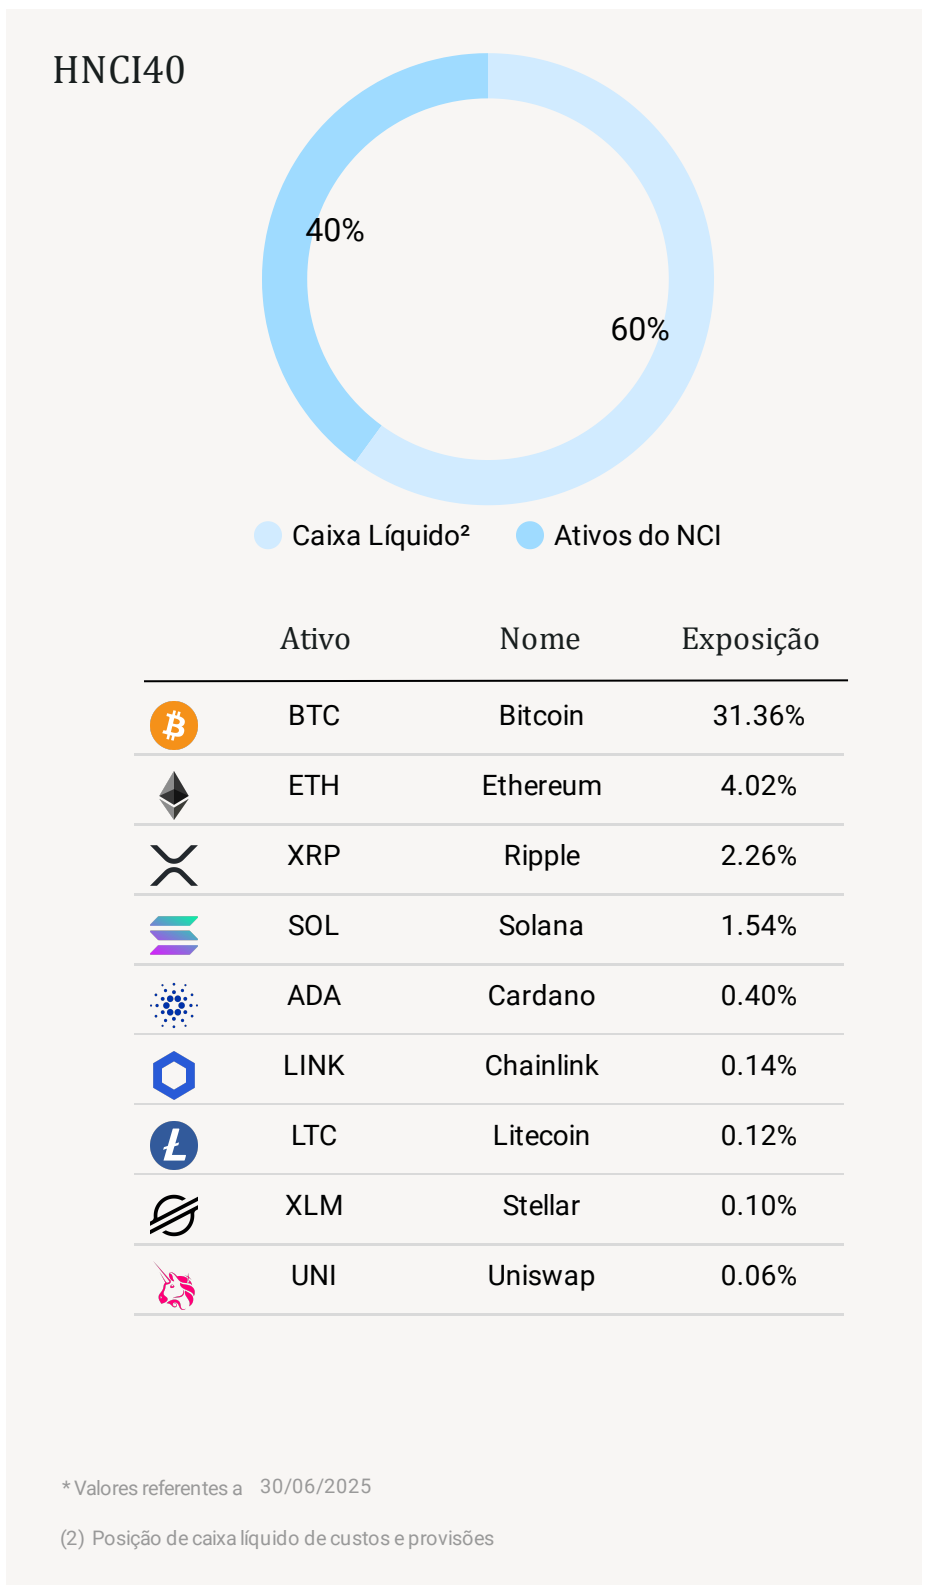 HNCI40
40%
60%
Caixa Líquido² Ativos do NCI
Ativo Nome Exposição
BTC Bitcoin 31.36%
ETH Ethereum 4.02%
XRP Ripple 2.26%
SOL Solana 1.54%
ADA Cardano 0.40%
LINK Chainlink 0.14%
LTC Litecoin 0.12%
XLM Stellar 0.10%
UNI Uniswap 0.06%
* Valores referentes a 30/06/2025
(2) Posição de caixa líquido de custos e provisões